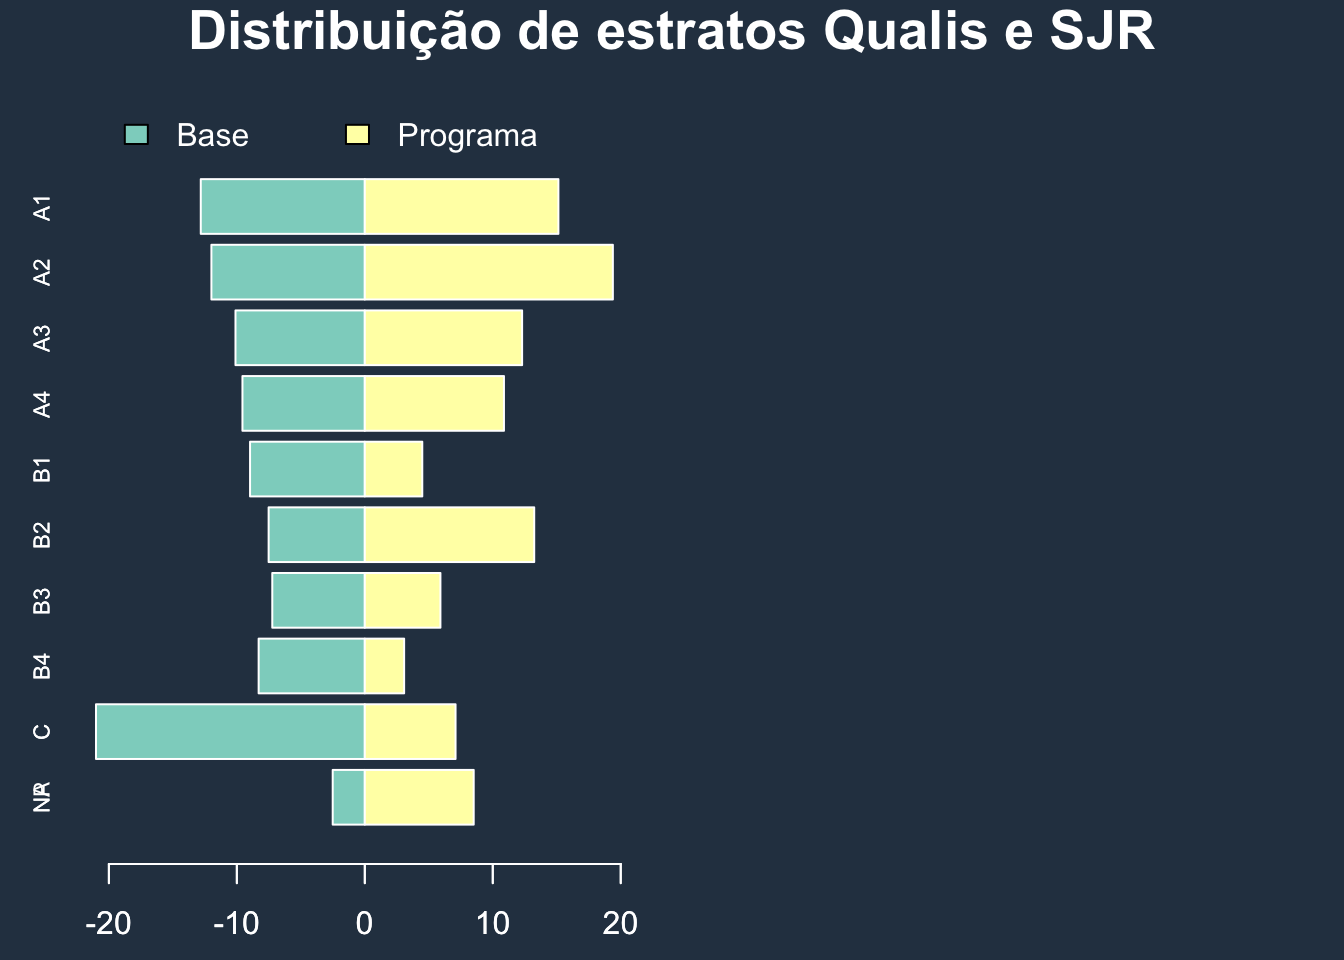 Distribuição de estratos Qualis e SJR
Base Programa
A1
A2
A3
A4
B1
B2
B3
B4
C
-20 -10 0 10 20